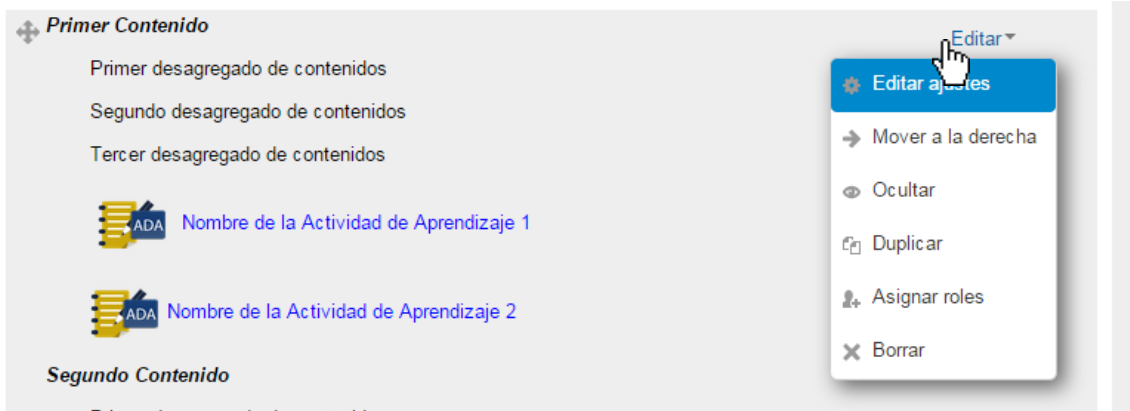 Primer Contenido
Editar
Primer desagregado de contenidos
Editar ajustes
Segundo desagregado de contenidos
Mover a la derecha
Tercer desagregado de contenidos
Ocultar
ADA Nombre de la Actividad de Aprendizaje 1
Duplicar
Asignar roles
ADA Nombre de la Actividad de Aprendizaje 2
Borrar
Segundo Contenido